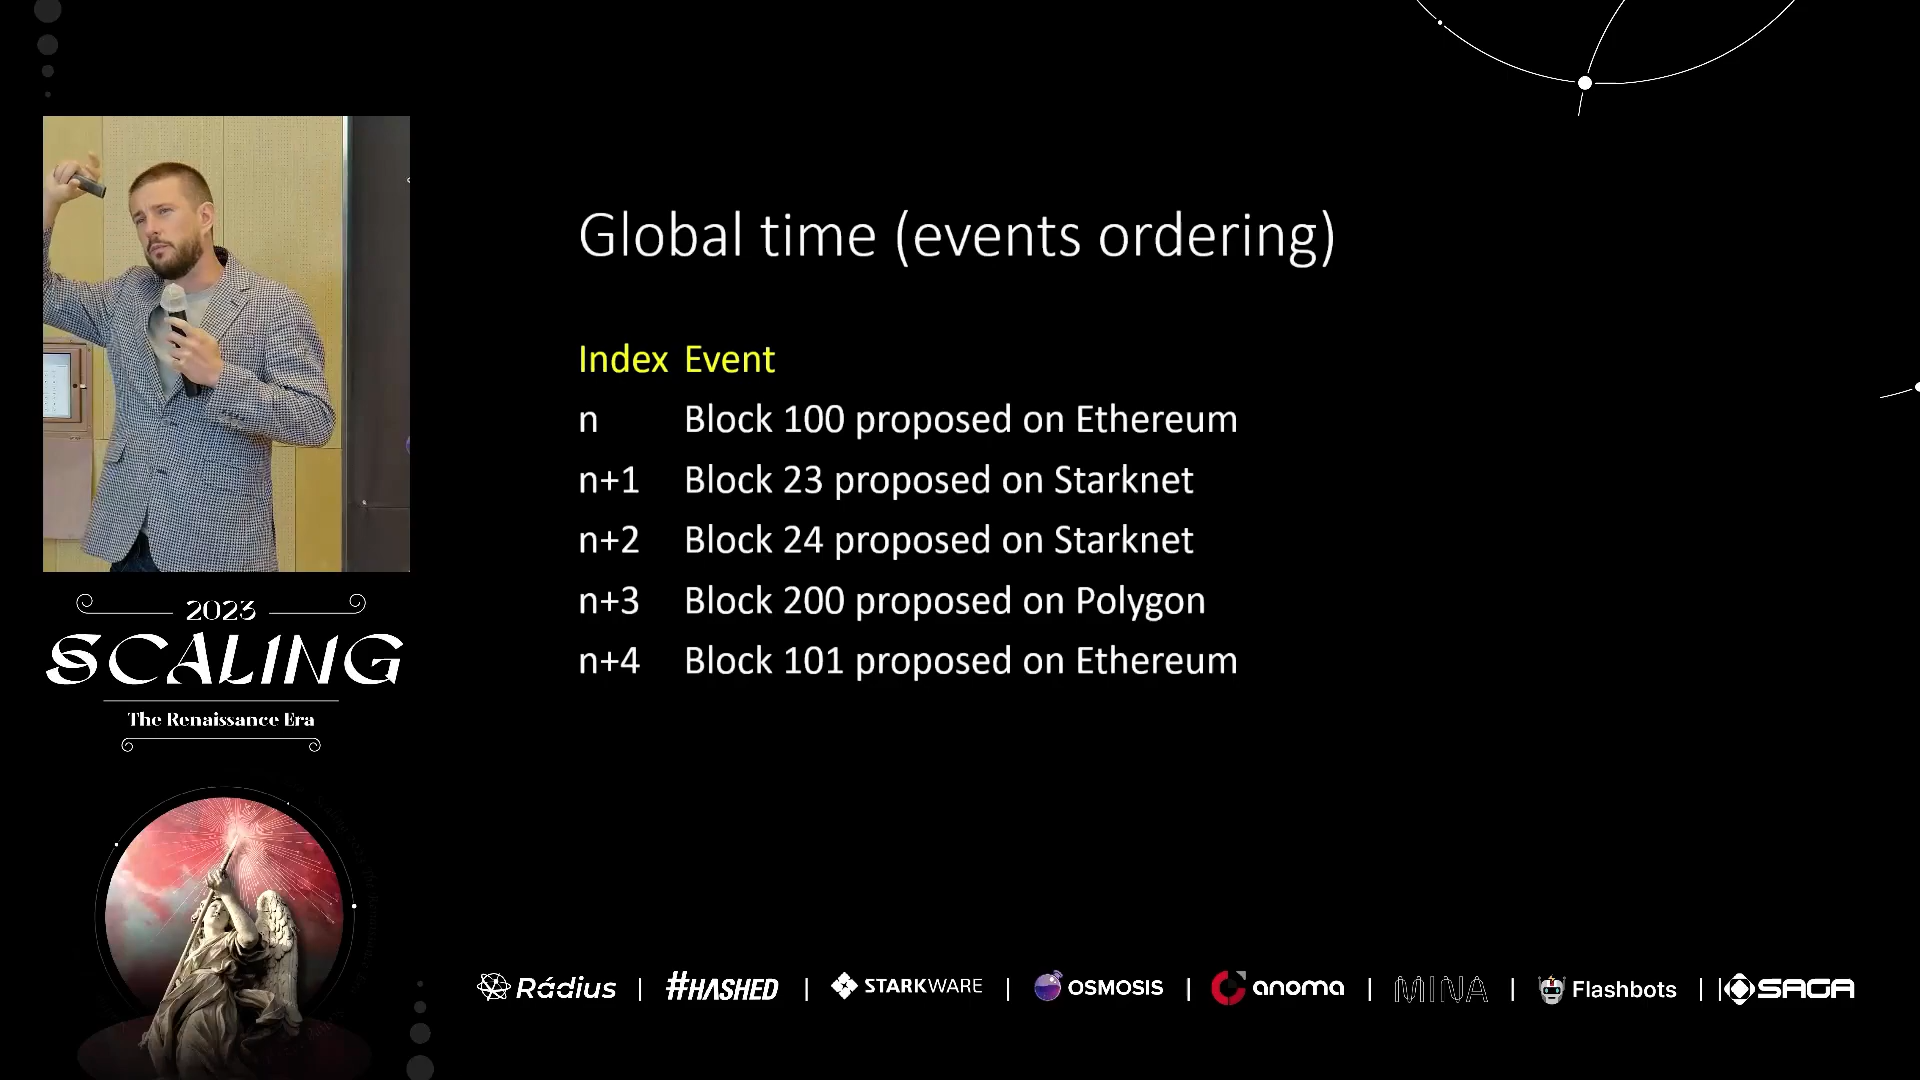 Global time (events ordering)
Index Event
n Block 100 proposed on Ethereum
n+1 Block 23 proposed on Starknet
n+2 Block 24 proposed on Starknet
n+3 Block 200 proposed on Polygon
n+4 Block 101 proposed on Ethereum
2023
SCALING
The Renaissance Era
Rádius | #HASHED | STARKWARE | OSMOSIS | anoma | MINA | Flashbots | SAGA